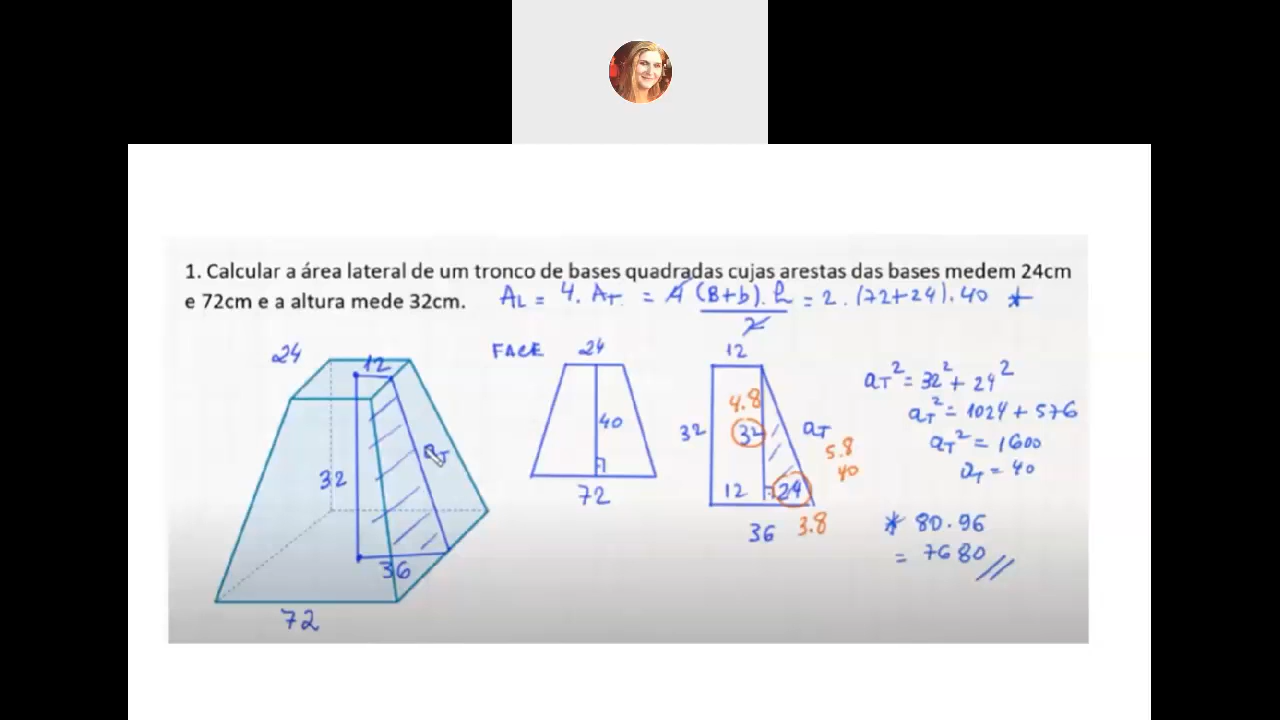 1. Calcular a área lateral de um tronco de bases quadradas cujas arestas das bases medem 24cm
e 72cm e a altura mede 32cm.
AL = 4. AT = 4 (B+b).h / 2 = 2.(72+24).40 *
24
12
32
aT
36
72
FACE
24
40
72
12
4.8
32
32
aT
5.8
40
12
24
36
3.8
aT² = 32² + 24²
aT² = 1024 + 576
aT² = 1600
aT = 40
* 80.96
= 7680//